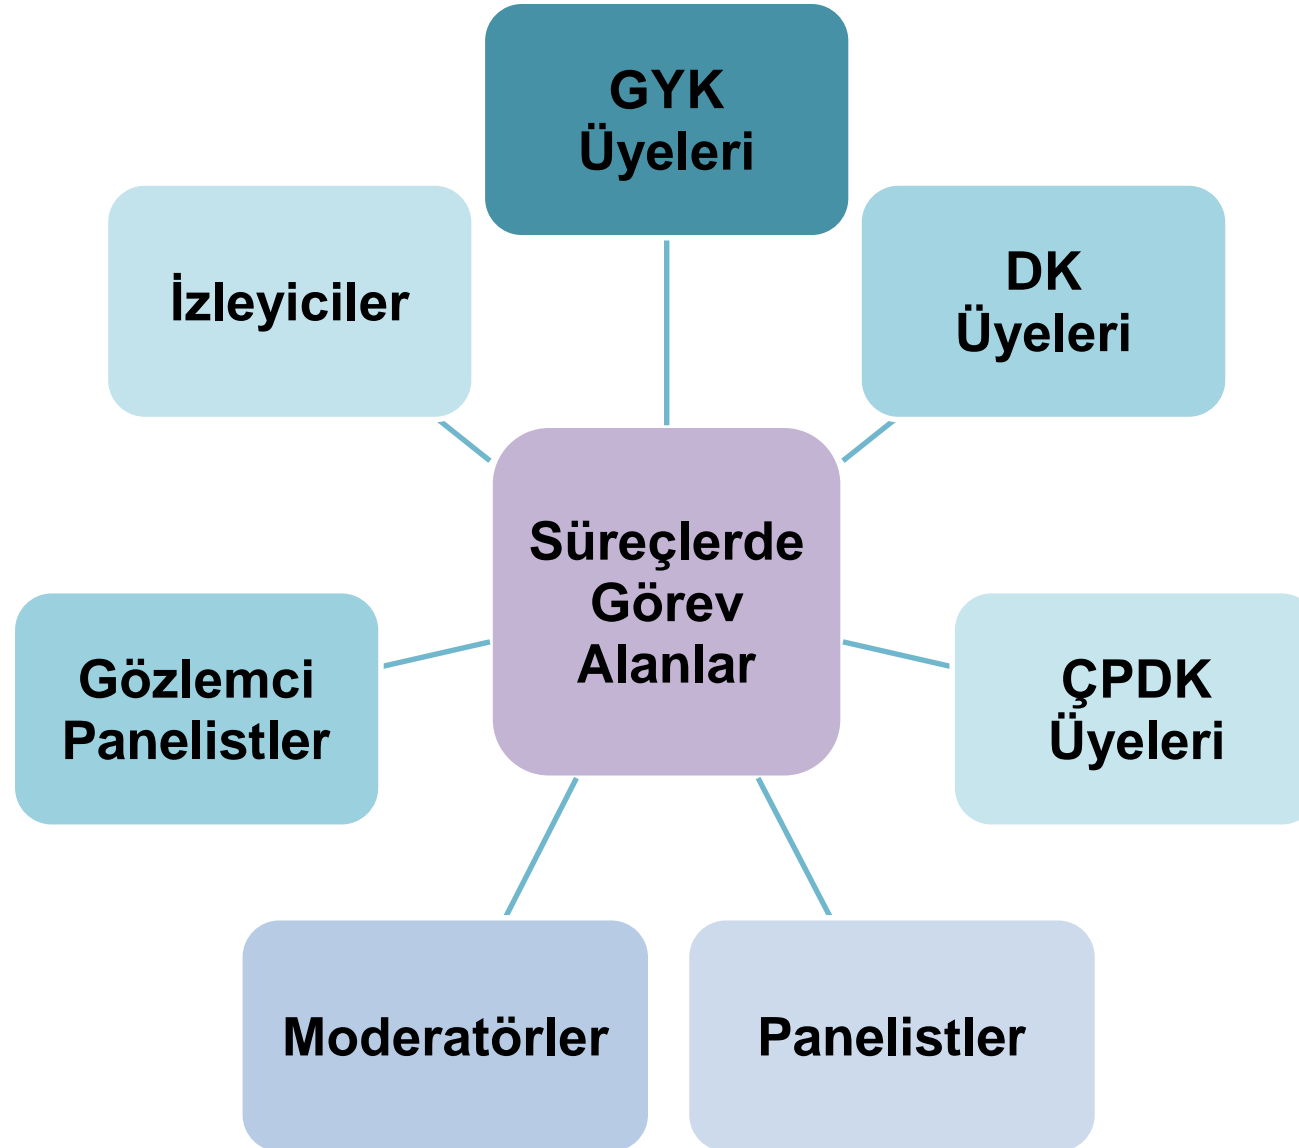 GYK
Üyeleri
DK
Üyeleri
İzleyiciler
Süreçlerde
Görev
Alanlar
Gözlemci
Panelistler
ÇPDK
Üyeleri
Moderatörler
Panelistler